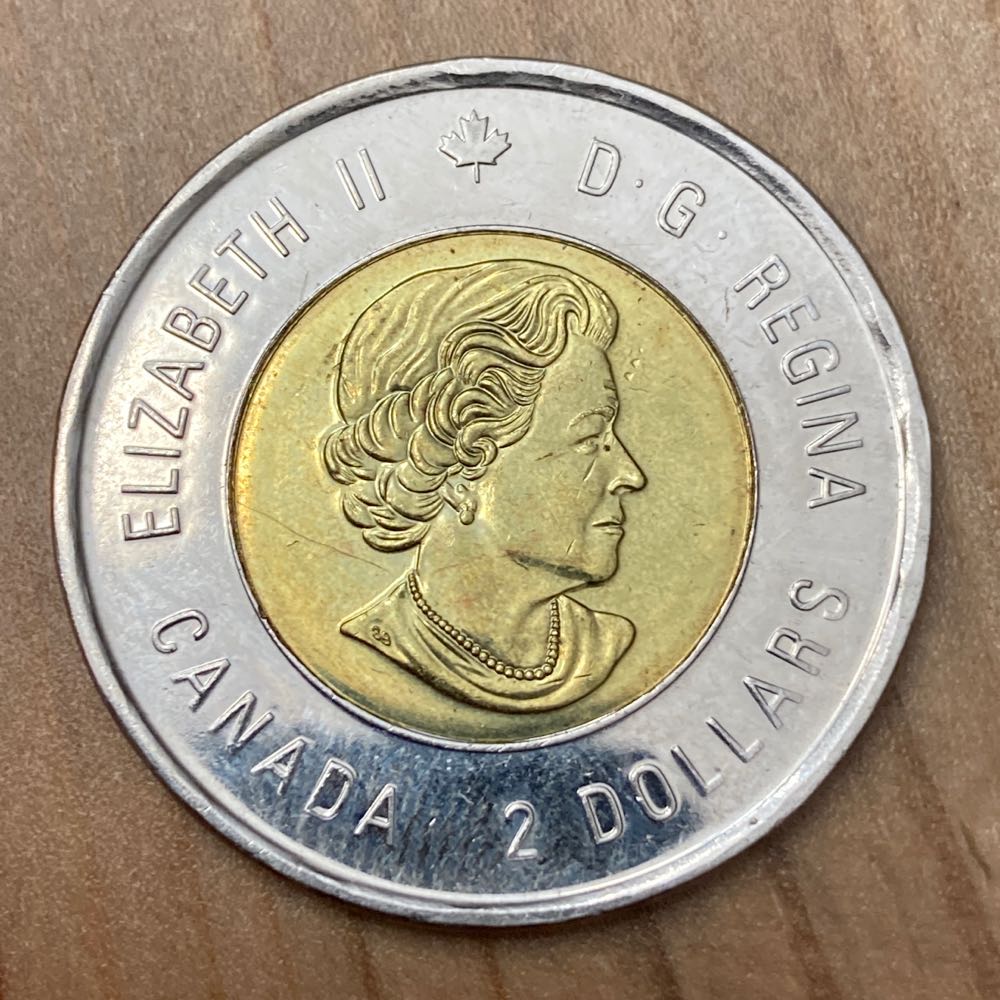 ELIZABETH II D·G·REGINA
CANADA 2 DOLLARS